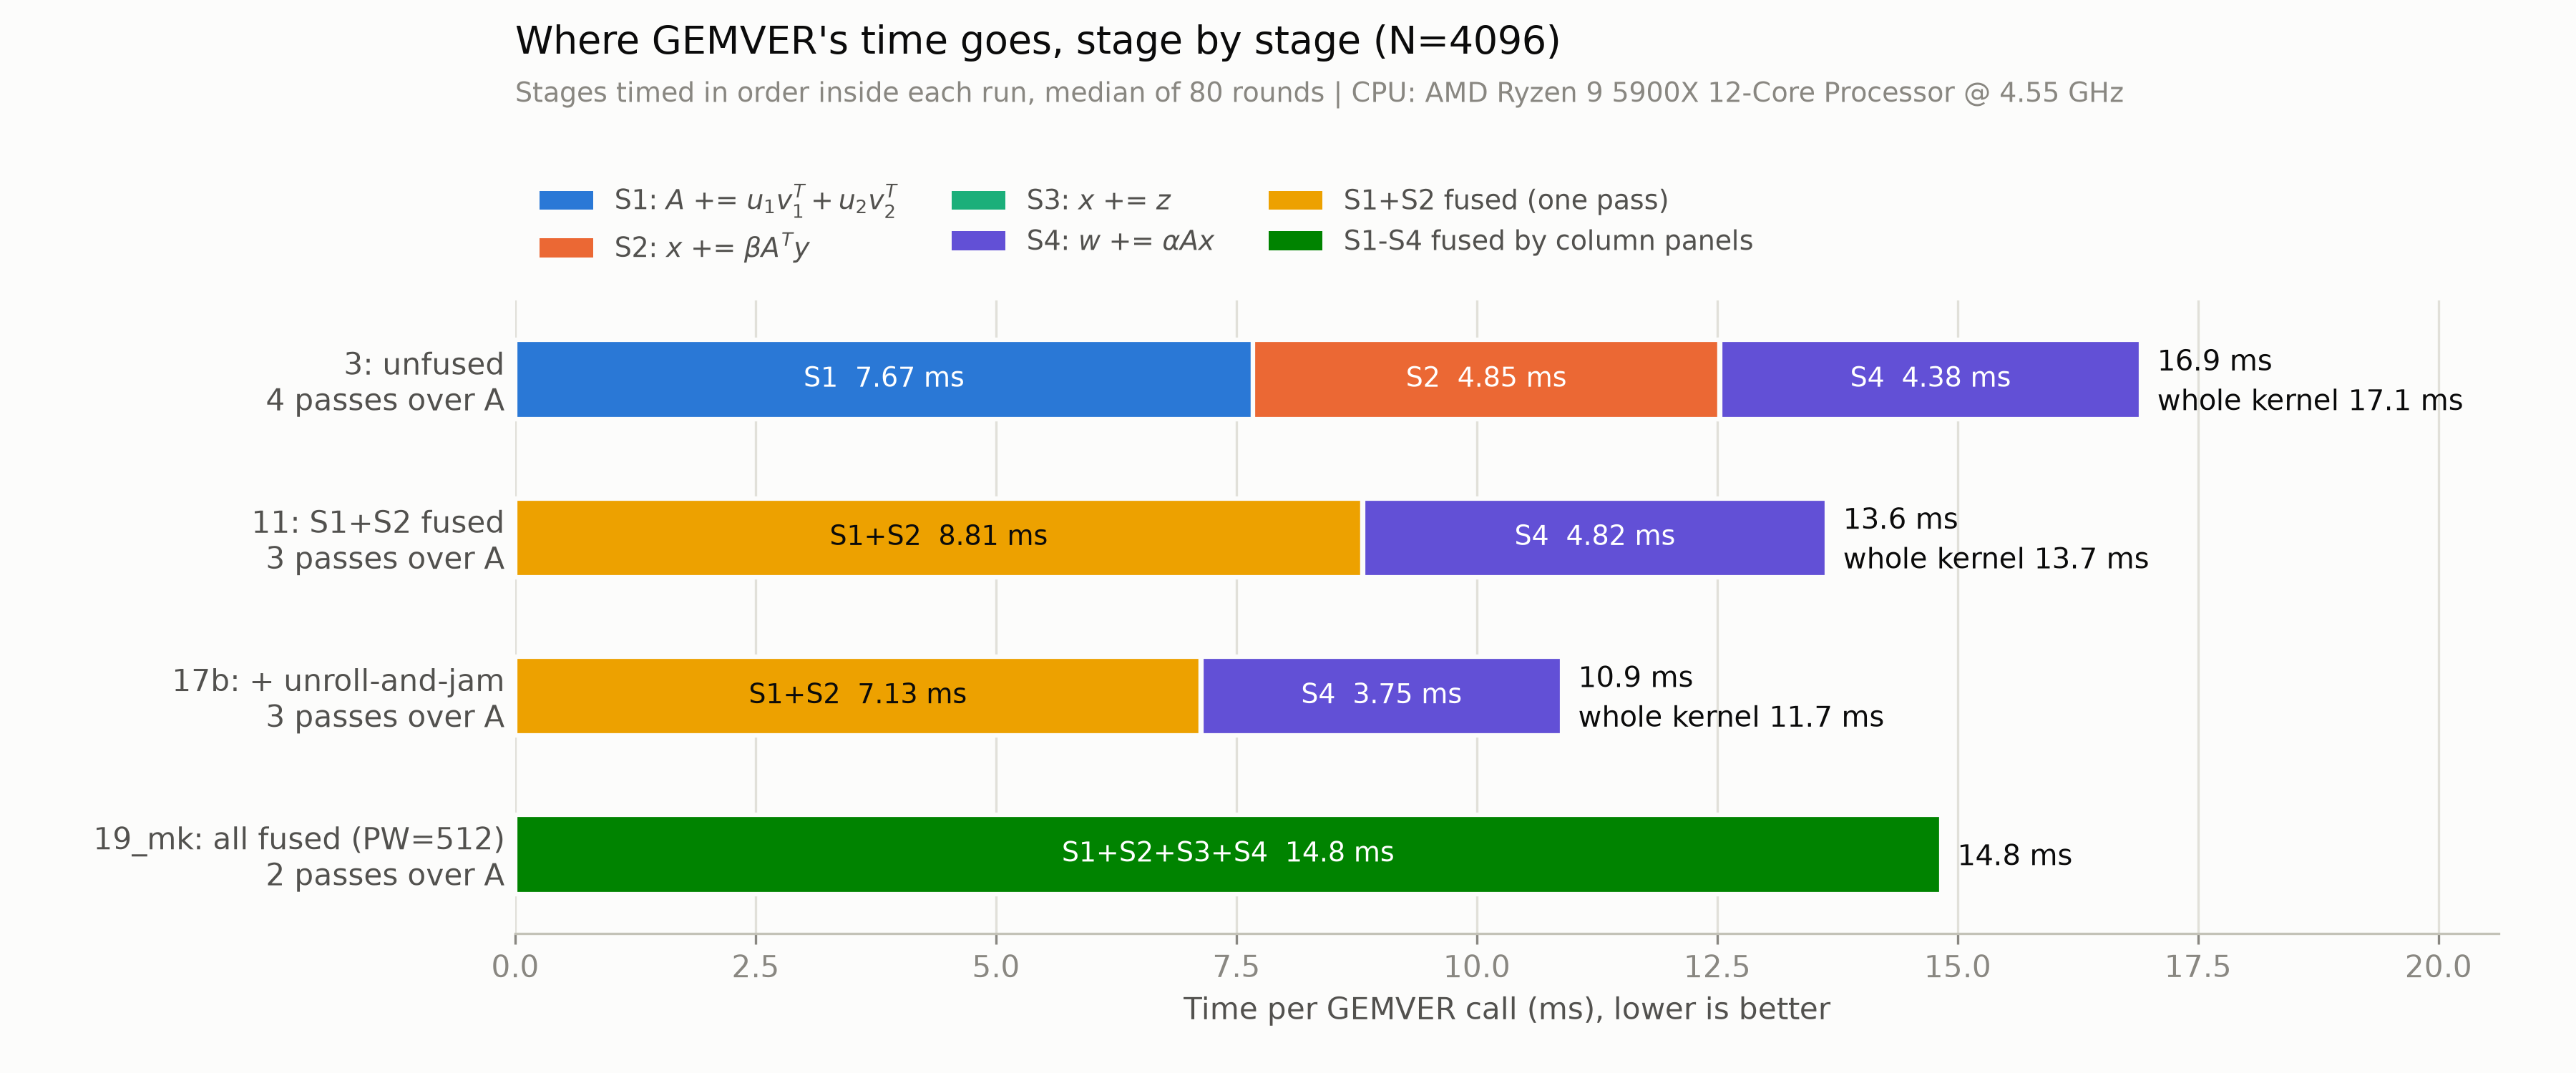 Where GEMVER's time goes, stage by stage (N=4096)
Stages timed in order inside each run, median of 80 rounds | CPU: AMD Ryzen 9 5900X 12-Core Processor @ 4.55 GHz
S1: A += u₁v₁ᵀ + u₂v₂ᵀ
S2: x += βAᵀy
S3: x += z
S4: w += αAx
S1+S2 fused (one pass)
S1-S4 fused by column panels
3: unfused
4 passes over A
S1 7.67 ms
S2 4.85 ms
S4 4.38 ms
16.9 ms
whole kernel 17.1 ms
11: S1+S2 fused
3 passes over A
S1+S2 8.81 ms
S4 4.82 ms
13.6 ms
whole kernel 13.7 ms
17b: + unroll-and-jam
3 passes over A
S1+S2 7.13 ms
S4 3.75 ms
10.9 ms
whole kernel 11.7 ms
19_mk: all fused (PW=512)
2 passes over A
S1+S2+S3+S4 14.8 ms
14.8 ms
0.0 2.5 5.0 7.5 10.0 12.5 15.0 17.5 20.0
Time per GEMVER call (ms), lower is better